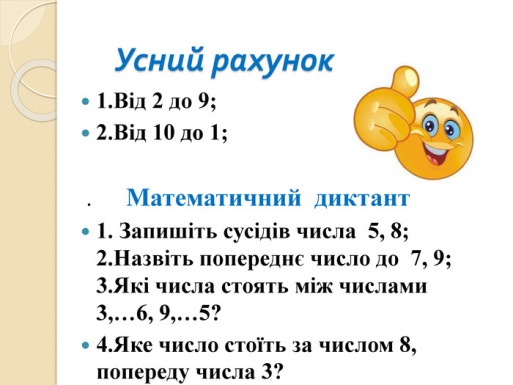 Усний рахунок
1.Від 2 до 9;
2.Від 10 до 1;
. Математичний диктант
1. Запишіть сусідів числа 5, 8;
2.Назвіть попереднє число до 7, 9;
3.Які числа стоять між числами
3,…6, 9,…5?
4.Яке число стоїть за числом 8,
попереду числа 3?